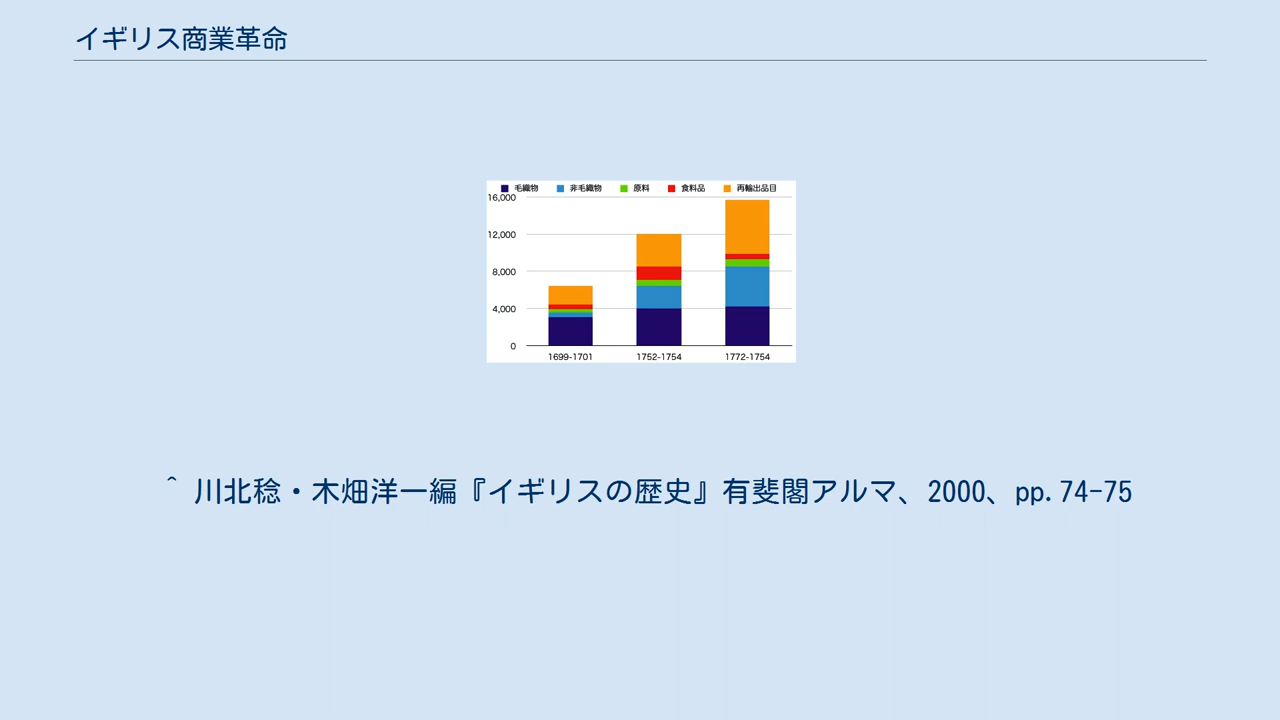 イギリス商業革命
毛織物 非毛織物 原料 食料品 再輸出品目
16,000
12,000
8,000
4,000
0
1699-1701 1752-1754 1772-1754
^ 川北稔・木畑洋一編『イギリスの歴史』有斐閣アルマ、2000、pp.74-75